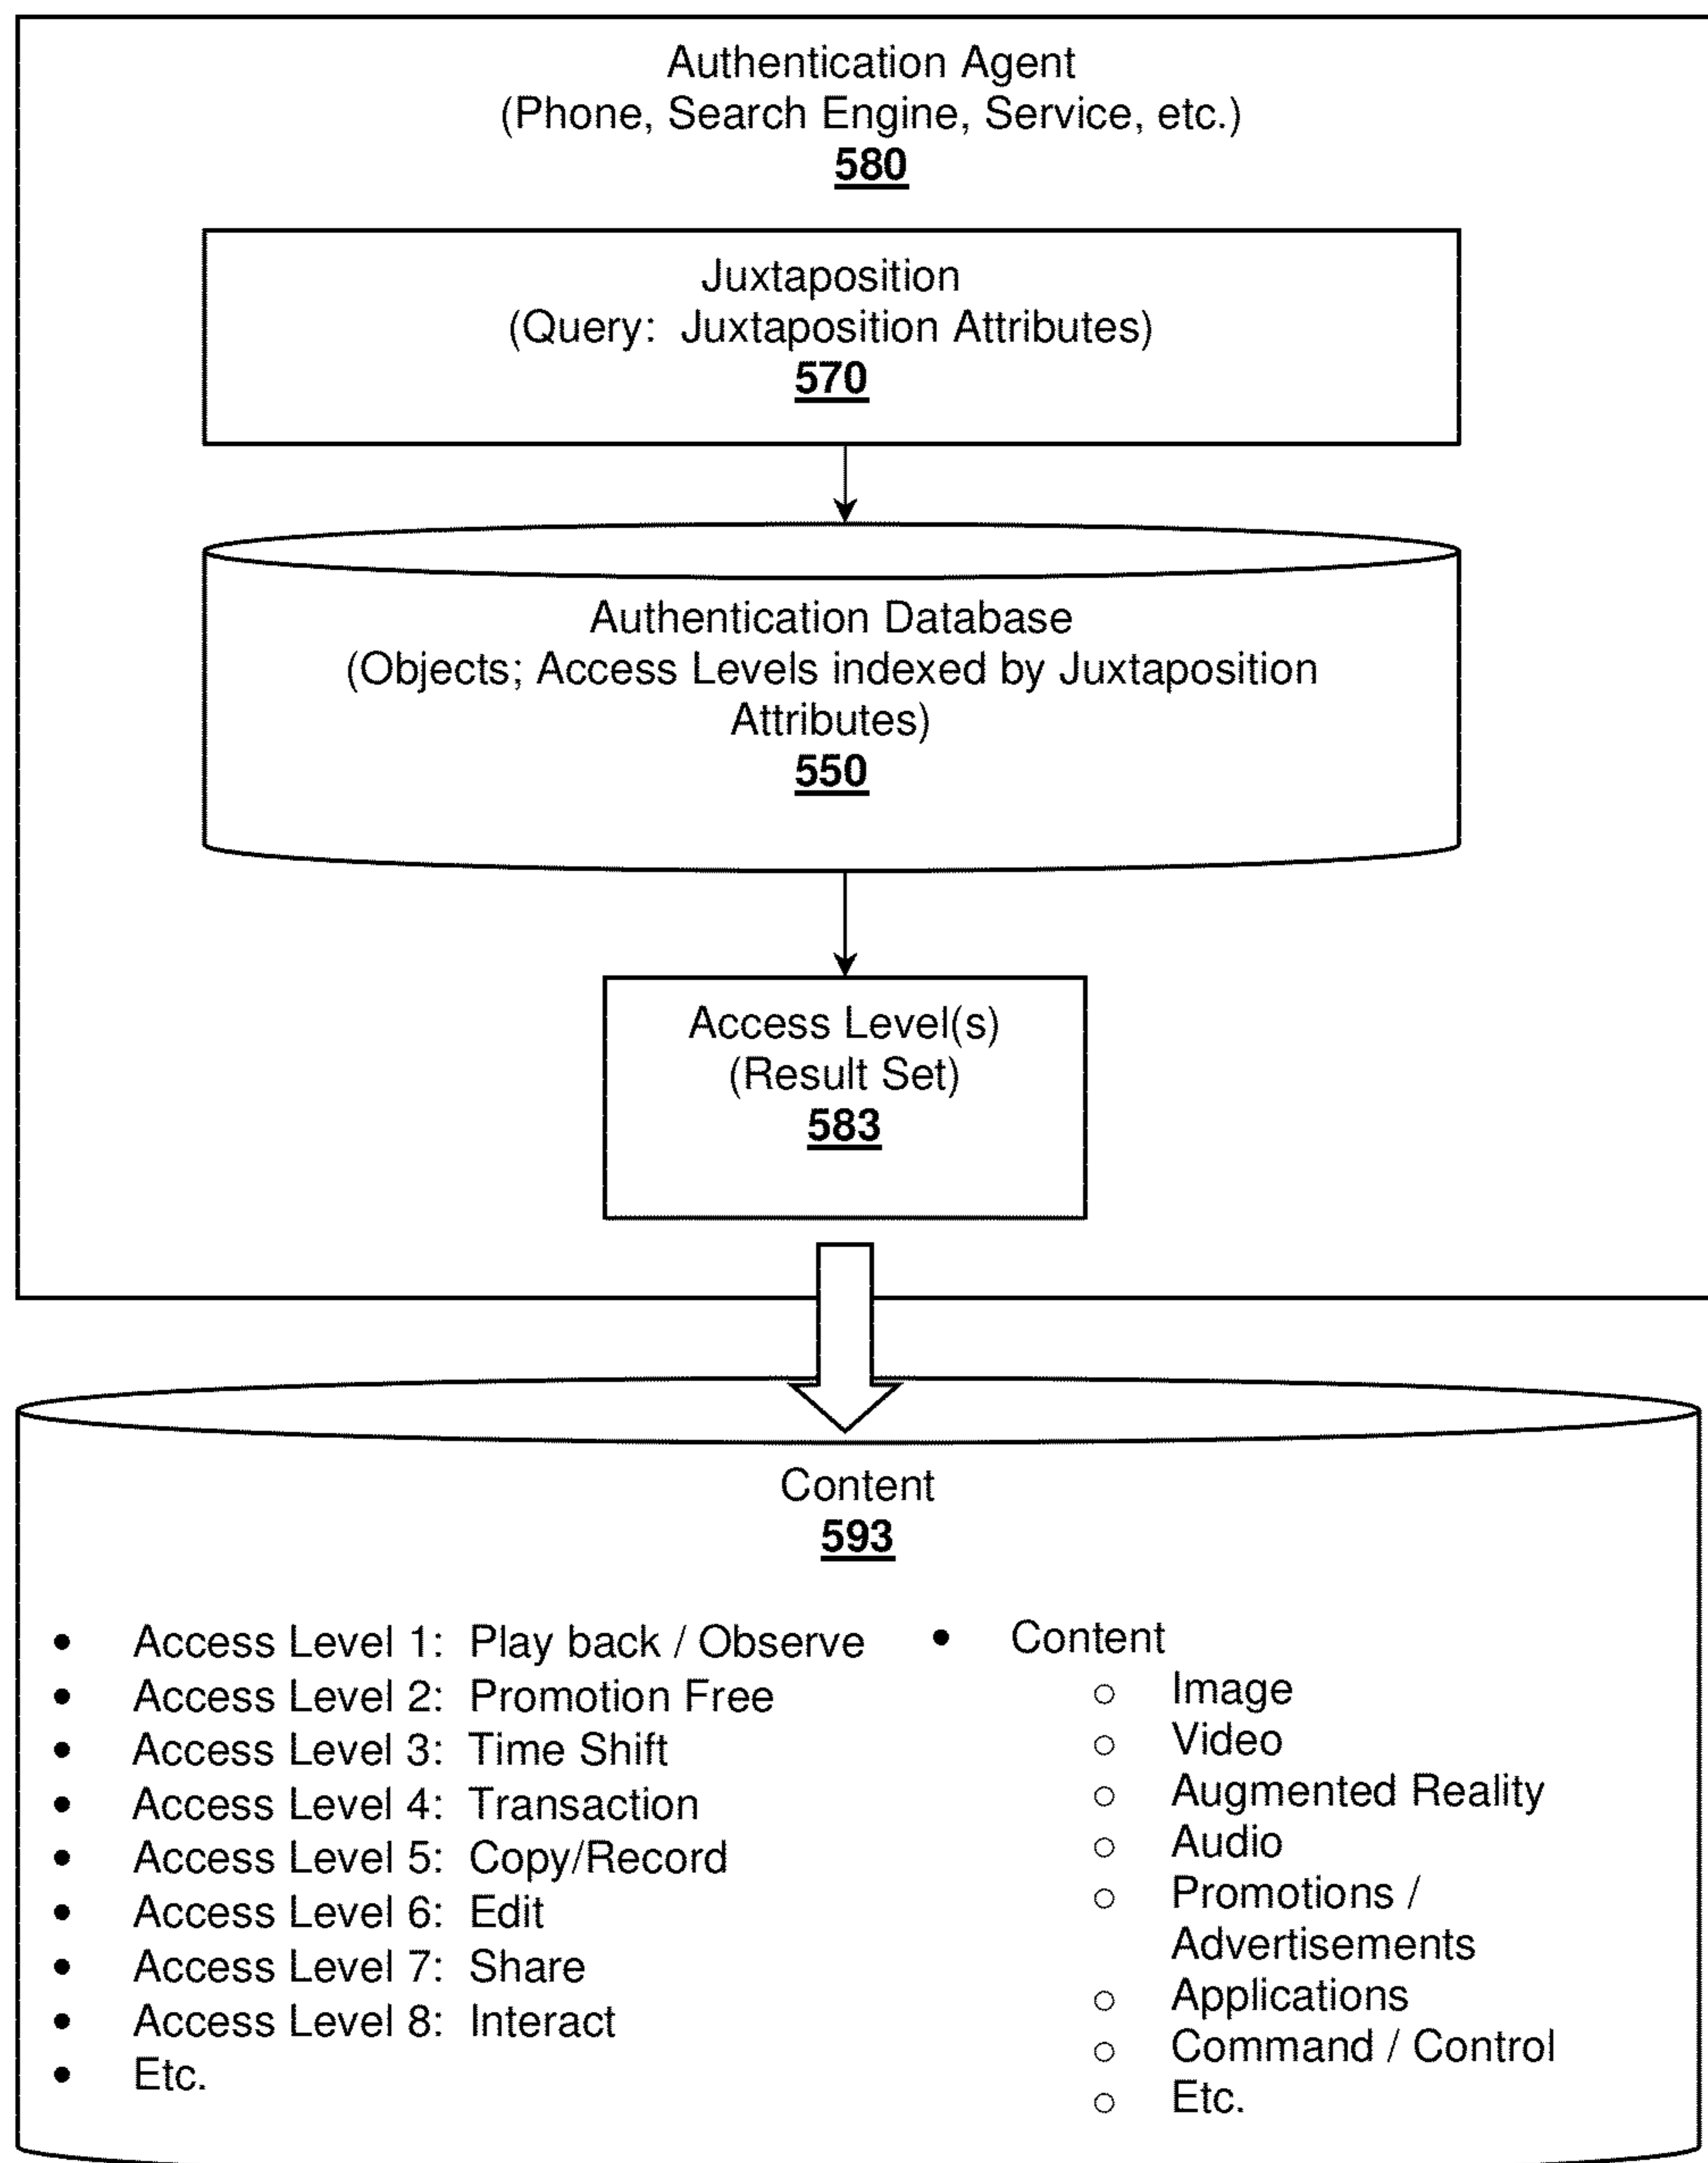 Authentication Agent
(Phone, Search Engine, Service, etc.)
580
Juxtaposition
(Query: Juxtaposition Attributes)
570
Authentication Database
(Objects; Access Levels indexed by Juxtaposition
Attributes)
550
Access Level(s)
(Result Set)
583
Content
593
• Access Level 1: Play back / Observe
• Access Level 2: Promotion Free
• Access Level 3: Time Shift
• Access Level 4: Transaction
• Access Level 5: Copy/Record
• Access Level 6: Edit
• Access Level 7: Share
• Access Level 8: Interact
• Etc.
• Content
○ Image
○ Video
○ Augmented Reality
○ Audio
○ Promotions /
Advertisements
○ Applications
○ Command / Control
○ Etc.